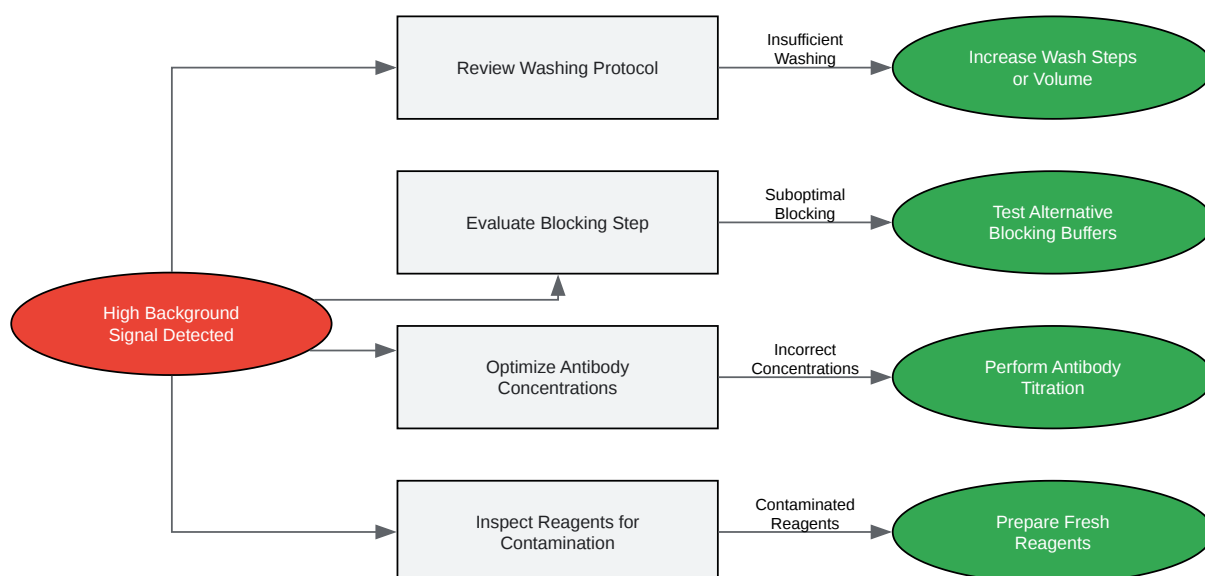 Review Washing Protocol
Insufficient
Washing
Increase Wash Steps
or Volume
Evaluate Blocking Step
Suboptimal
Blocking
Test Alternative
Blocking Buffers
High Background
Signal Detected
Optimize Antibody
Concentrations
Incorrect
Concentrations
Perform Antibody
Titration
Inspect Reagents for
Contamination
Contaminated
Reagents
Prepare Fresh
Reagents